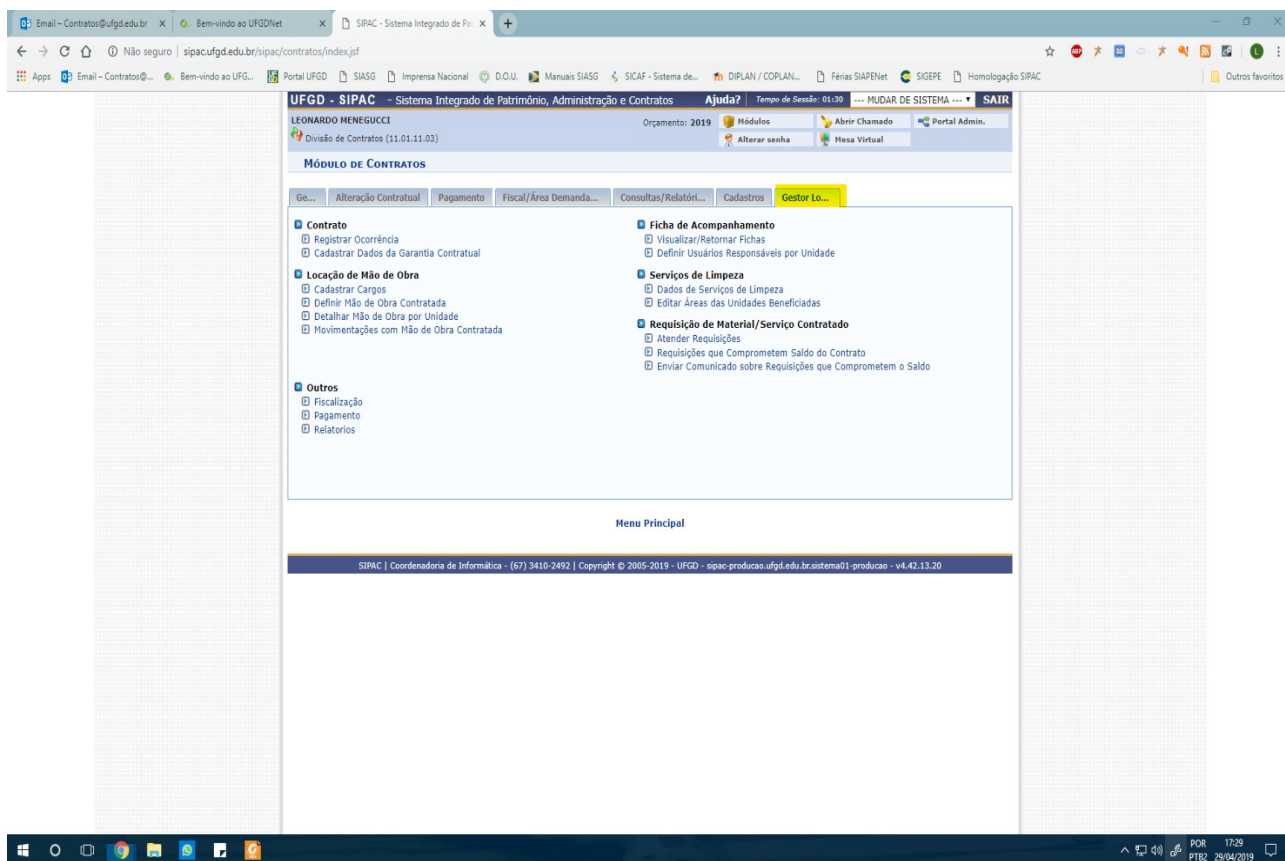 Email – Contratos@ufgd.edu.br
Bem-vindo ao UFGDNet
SIPAC - Sistema Integrado de Pat
Não seguro | sipac.ufgd.edu.br/sipac/contratos/index.jsf
Apps
Email – Contratos@...
Bem-vindo ao UFG...
Portal UFGD
SIASG
Imprensa Nacional
D.O.U.
Manuais SIASG
SICAF - Sistema de...
DIPLAN / COPLAN...
Férias SIAPENet
SIGEPE
Homologação SIPAC
Outros favoritos
UFGD - SIPAC - Sistema Integrado de Patrimônio, Administração e Contratos
Ajuda?
Tempo de Sessão: 01:30
--- MUDAR DE SISTEMA ---
SAIR
LEONARDO MENEGUCCI
Orçamento: 2019
Módulos
Abrir Chamado
Portal Admin.
Divisão de Contratos (11.01.11.03)
Alterar senha
Mesa Virtual
MÓDULO DE CONTRATOS
Ge...
Alteração Contratual
Pagamento
Fiscal/Área Demanda...
Consultas/Relatóri...
Cadastros
Gestor Lo...
Contrato
Registrar Ocorrência
Cadastrar Dados da Garantia Contratual
Locação de Mão de Obra
Cadastrar Cargos
Definir Mão de Obra Contratada
Detalhar Mão de Obra por Unidade
Movimentações com Mão de Obra Contratada
Outros
Fiscalização
Pagamento
Relatorios
Ficha de Acompanhamento
Visualizar/Retornar Fichas
Definir Usuários Responsáveis por Unidade
Serviços de Limpeza
Dados de Serviços de Limpeza
Editar Áreas das Unidades Beneficiadas
Requisição de Material/Serviço Contratado
Atender Requisições
Requisições que Comprometem Saldo do Contrato
Enviar Comunicado sobre Requisições que Comprometem o Saldo
Menu Principal
SIPAC | Coordenadoria de Informática - (67) 3410-2492 | Copyright © 2005-2019 - UFGD - sipac-producao.ufgd.edu.br.sistema01-producao - v4.42.13.20
POR
PTB2
17:29
29/04/2019